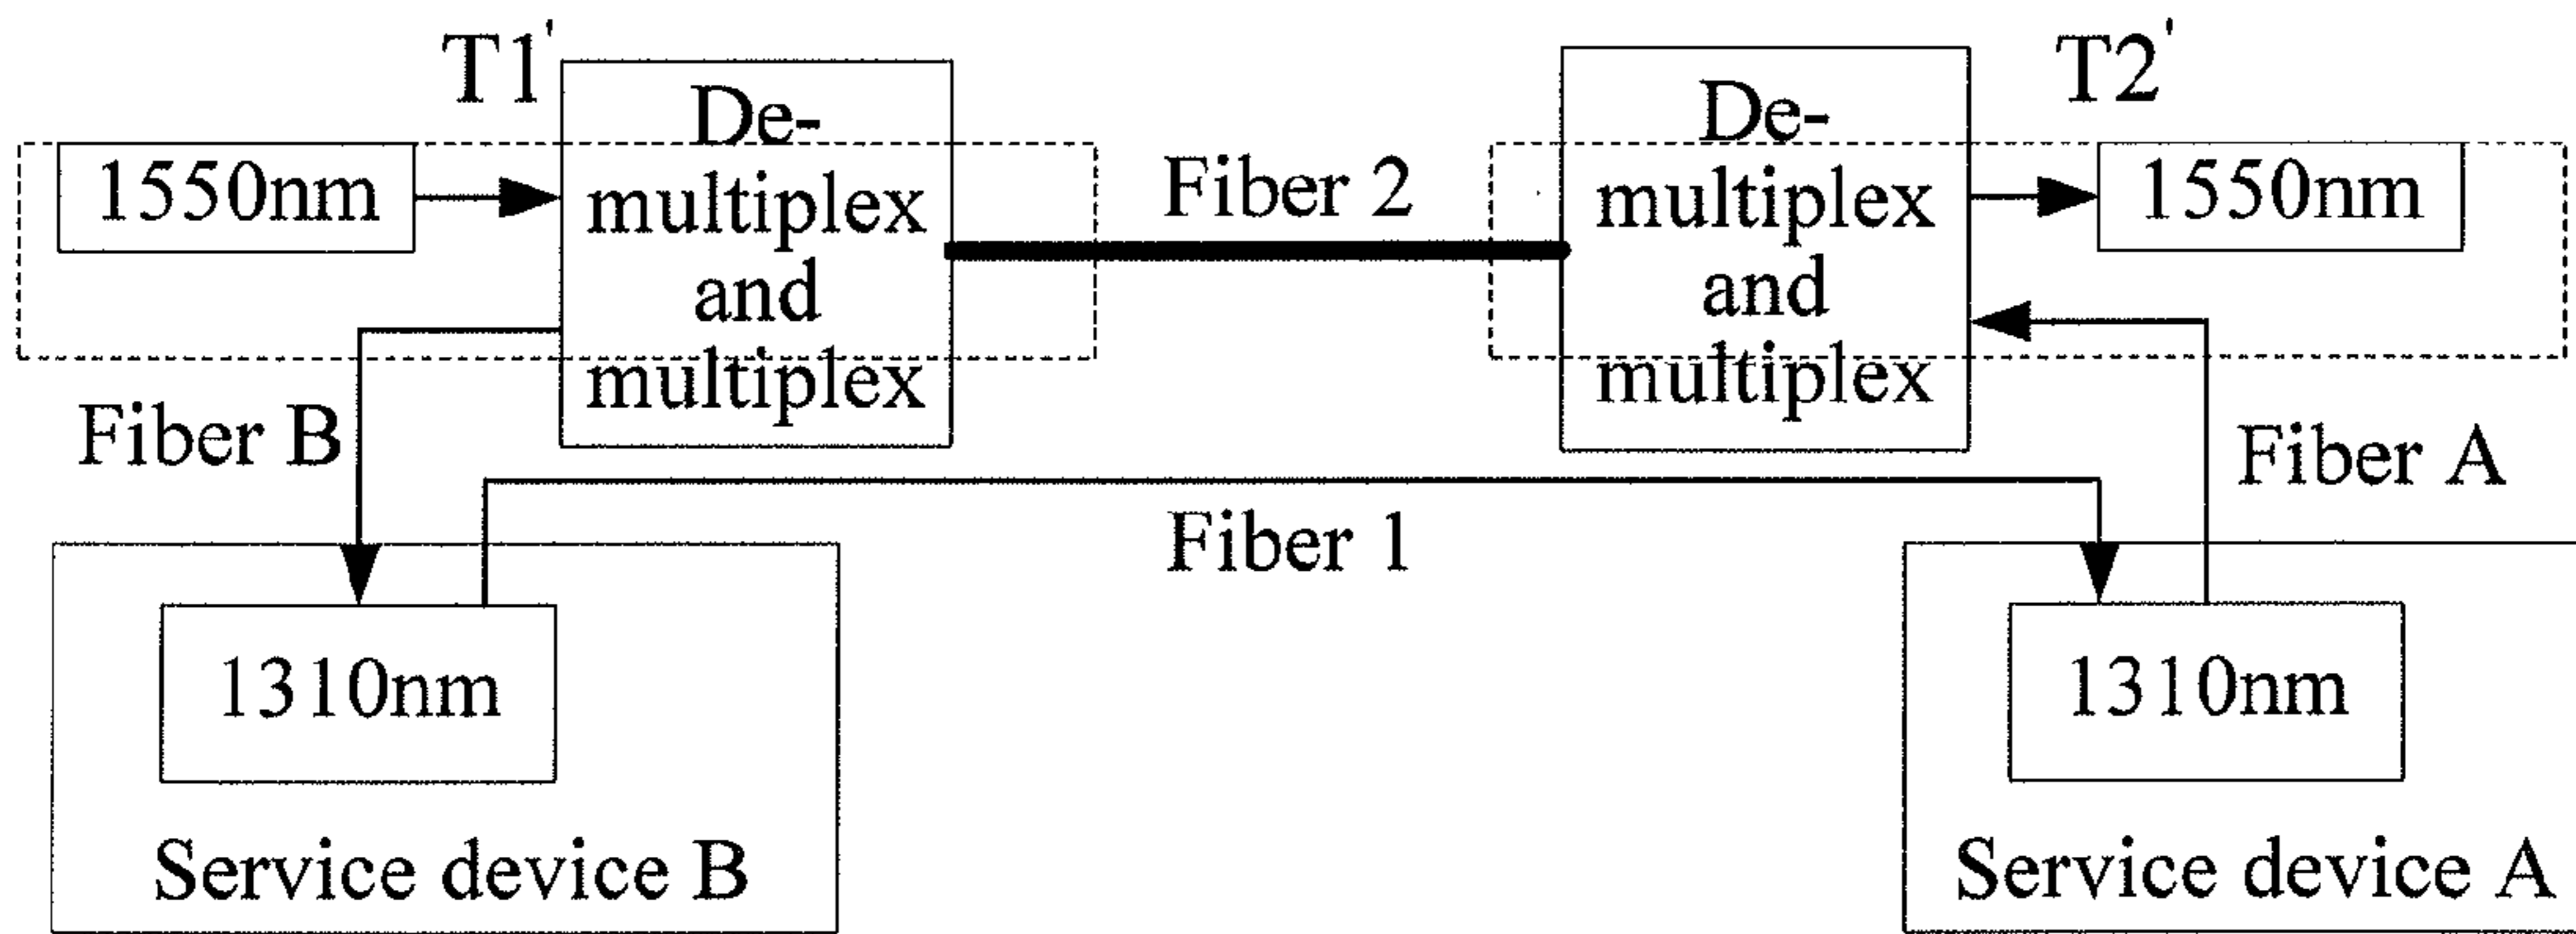 T1'
T2'
De-
multiplex
and
multiplex
De-
multiplex
and
multiplex
1550nm
Fiber 2
1550nm
Fiber B
Fiber A
Fiber 1
1310nm
1310nm
Service device B
Service device A